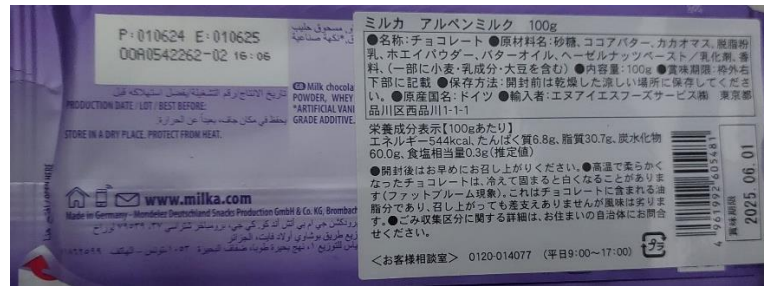 P:010624 E:010625
OOA0542262-02 16:06
PRODUCTION DATE / LOT / BEST BEFORE:
STORE IN A DRY PLACE. PROTECT FROM HEAT.
GB Milk chocola
POWDER, WHEY
*ARTIFICIAL VANI
GRADE ADDITIVE.
www.milka.com
Made in Germany - Mondelez Deutschland Snacks Production GmbH & Co. KG,
ミルカ アルペンミルク 100g
●名称:チョコレート ●原材料名:砂糖、ココアバター、カカオマス、脱脂粉
乳、ホエイパウダー、バターオイル、ヘーゼルナッツペースト/乳化剤、香
料、(一部に小麦・乳成分・大豆を含む) ●内容量:100g ●賞味期限:枠外右
下部に記載 ●保存方法:開封前は乾燥した涼しい場所に保存してくださ
い。 ●原産国名:ドイツ ●輸入者:エヌアイエスフーズサービス㈱ 東京都
品川区西品川1-1-1
栄養成分表示【100gあたり】
エネルギー544kcal、たんぱく質6.8g、脂質30.7g、炭水化物
60.0g、食塩相当量0.3g(推定値)
●開封後はお早めにお召し上がりください。●高温で柔らかく
なったチョコレートは、冷えて固まると白くなることがありま
す(ファットブルーム現象)。これはチョコレートに含まれる油
脂分であり、召し上がっても差支えありませんが風味は劣りま
す。●ごみ収集区分に関する詳細は、お住まいの自治体にお問合
せください。
プラ
<お客様相談室> 0120-014077 (平日9:00~17:00)
4 961992 605481
賞味期限
2025.06.01